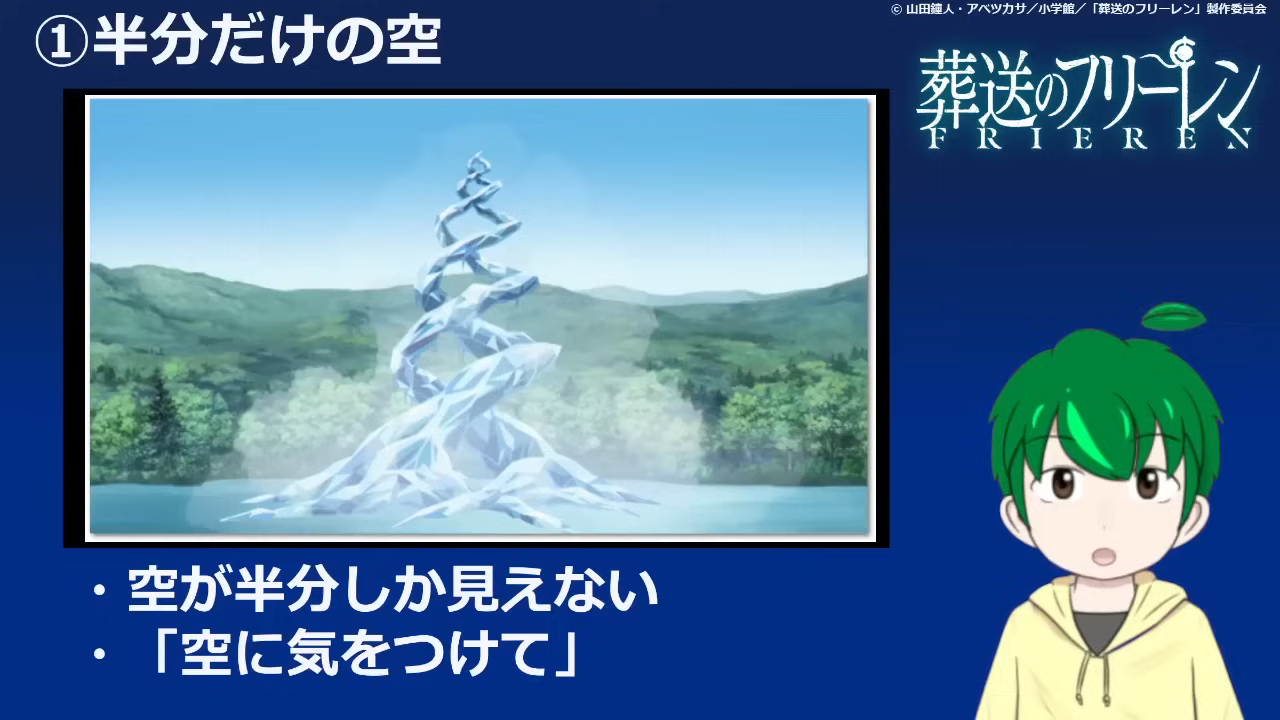 © 山田鐘人・アベツカサ／小学館／「葬送のフリーレン」製作委員会
①半分だけの空
葬送のフリーレン
FRIEREN
・空が半分しか見えない
・「空に気をつけて」